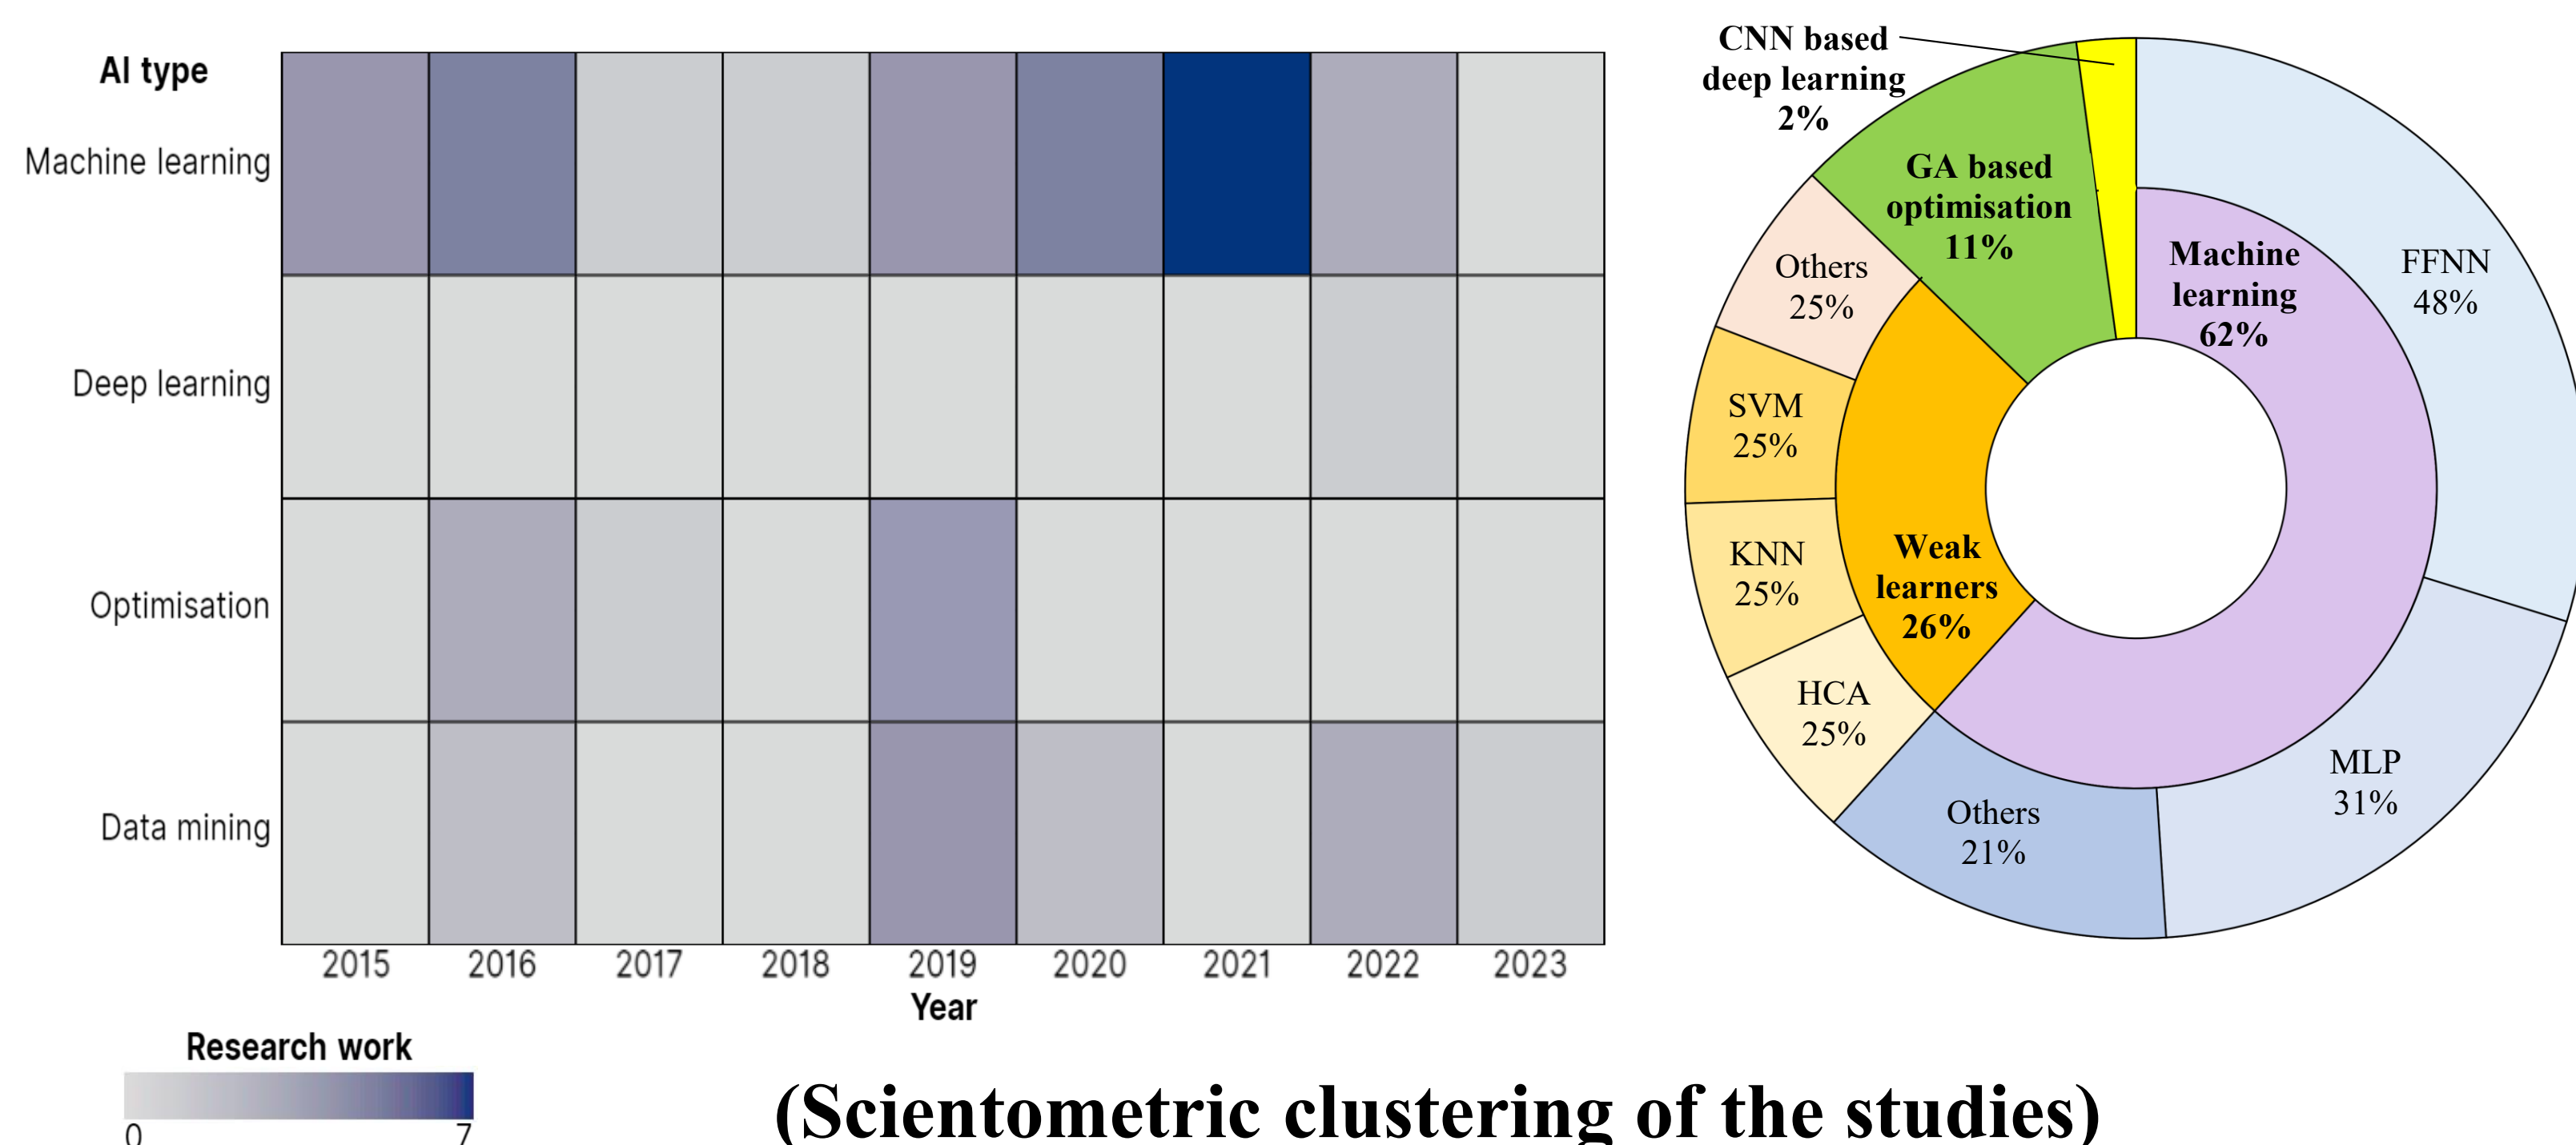 AI type
Machine learning
Deep learning
Optimisation
Data mining
2015 2016 2017 2018 2019 2020 2021 2022 2023
Year
Research work
0 7
CNN based
deep learning
2%
GA based
optimisation
11%
Machine
learning
62%
FFNN
48%
Others
25%
SVM
25%
KNN
25%
Weak
learners
26%
HCA
25%
MLP
31%
Others
21%
(Scientometric clustering of the studies)